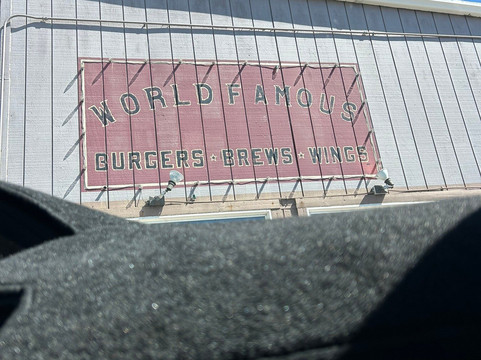 WORLD FAMOUS
BURGERS ★ BREWS ★ WINGS